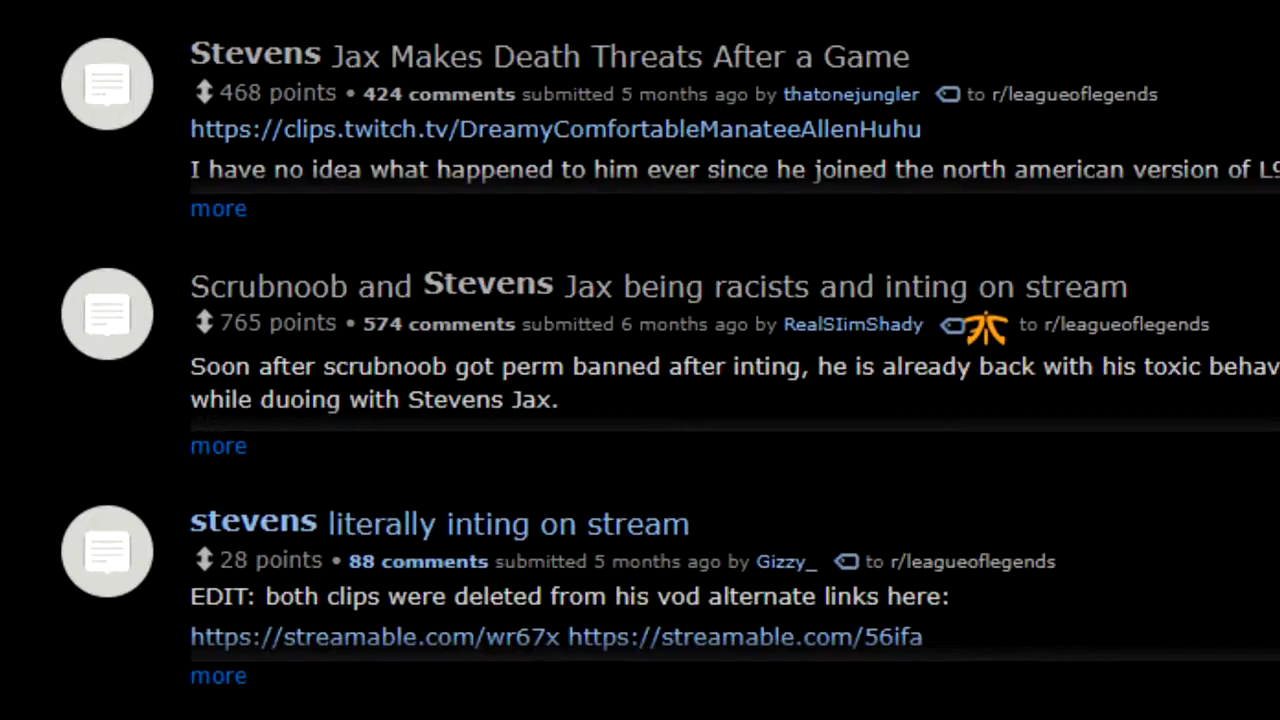 Stevens Jax Makes Death Threats After a Game
468 points • 424 comments submitted 5 months ago by thatonejungler to r/leagueoflegends
https://clips.twitch.tv/DreamyComfortableManateeAllenHuhu
I have no idea what happened to him ever since he joined the north american version of L9
more
Scrubnoob and Stevens Jax being racists and inting on stream
765 points • 574 comments submitted 6 months ago by RealSIimShady to r/leagueoflegends
Soon after scrubnoob got perm banned after inting, he is already back with his toxic behav
while duoing with Stevens Jax.
more
stevens literally inting on stream
28 points • 88 comments submitted 5 months ago by Gizzy_ to r/leagueoflegends
EDIT: both clips were deleted from his vod alternate links here:
https://streamable.com/wr67x https://streamable.com/56ifa
more